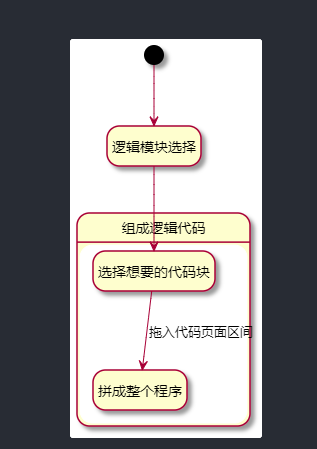 逻辑模块选择
组成逻辑代码
选择想要的代码块
拖入代码页面区间
拼成整个程序